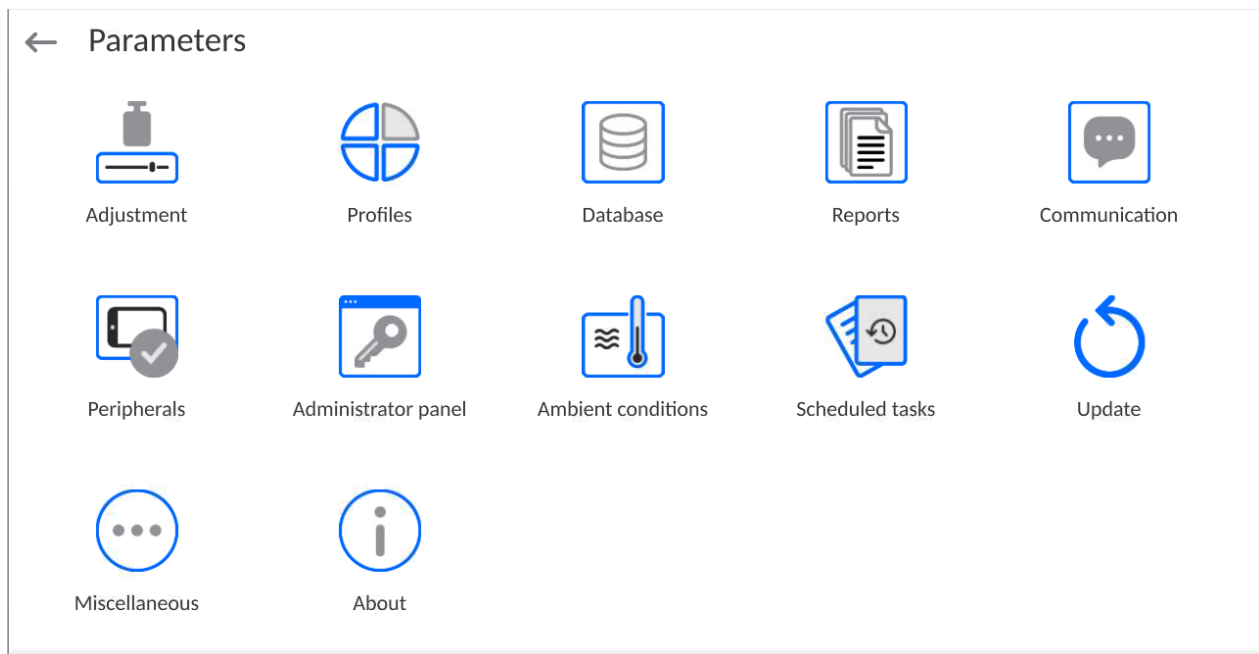 Parameters
Adjustment Profiles Database Reports Communication
Peripherals Administrator panel Ambient conditions Scheduled tasks Update
Miscellaneous About